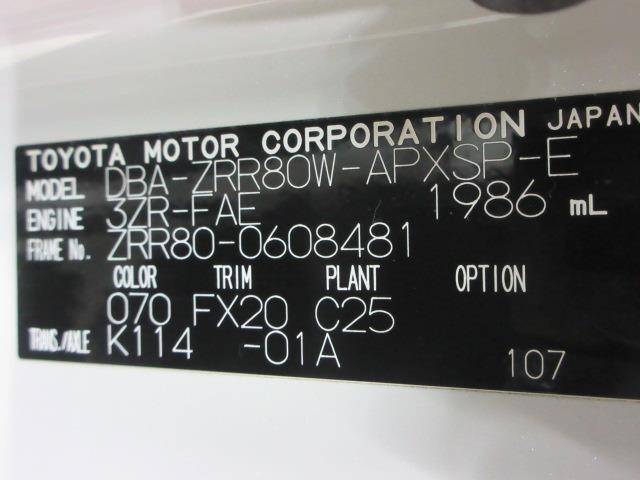 TOYOTA MOTOR CORPORATION JAPAN
MODEL DBA-ZRR80W-APXSP-E
ENGINE 3ZR-FAE 1986 mL
FRAME No. ZRR80-0608481
COLOR TRIM PLANT OPTION
070 FX20 C25
TRANS./AXLE K114 -01A
107